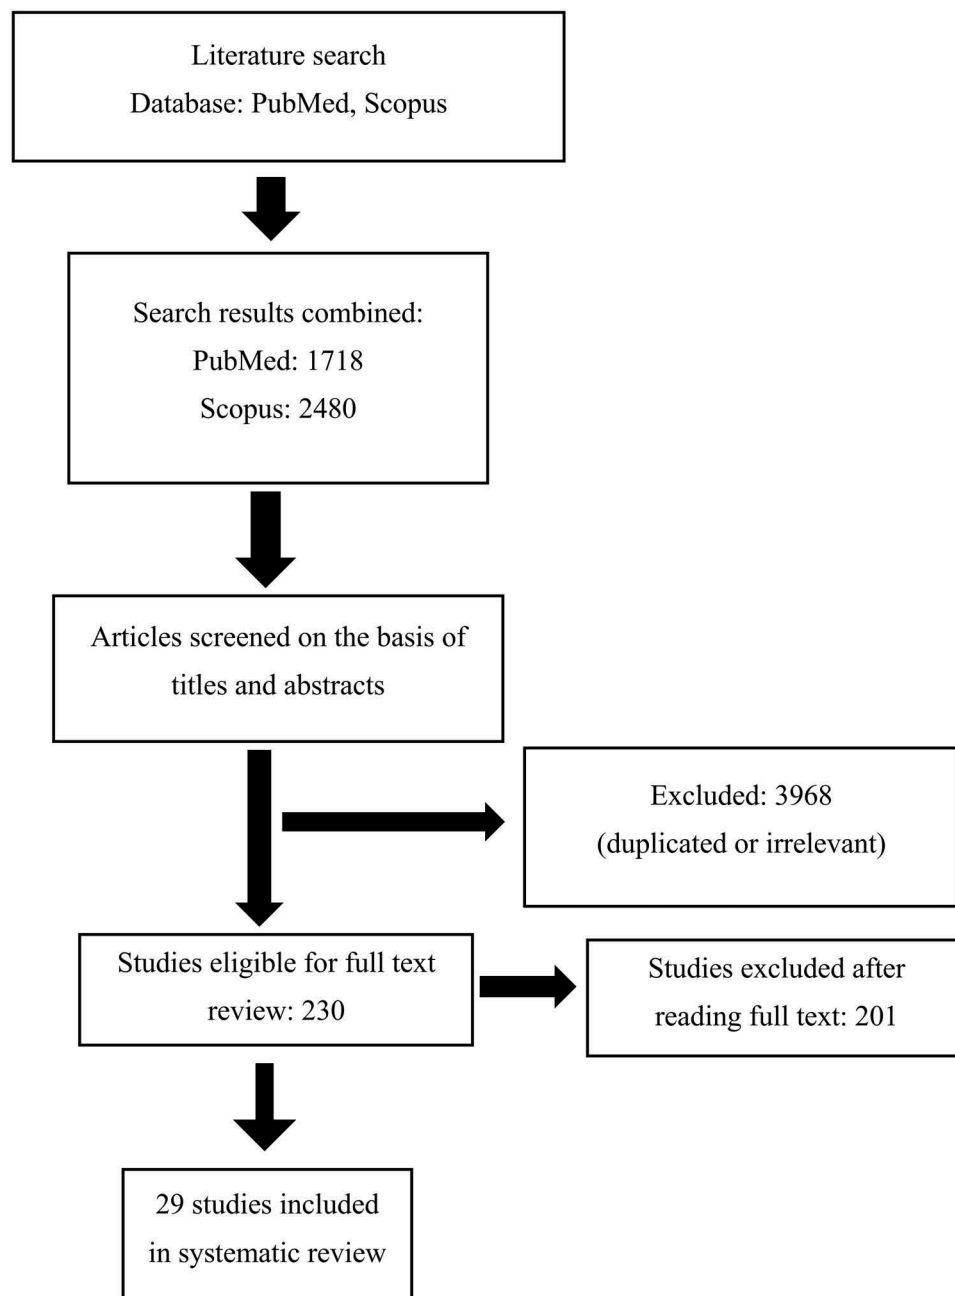 Literature search
Database: PubMed, Scopus
Search results combined:
PubMed: 1718
Scopus: 2480
Articles screened on the basis of
titles and abstracts
Excluded: 3968
(duplicated or irrelevant)
Studies eligible for full text
review: 230
Studies excluded after
reading full text: 201
29 studies included
in systematic review